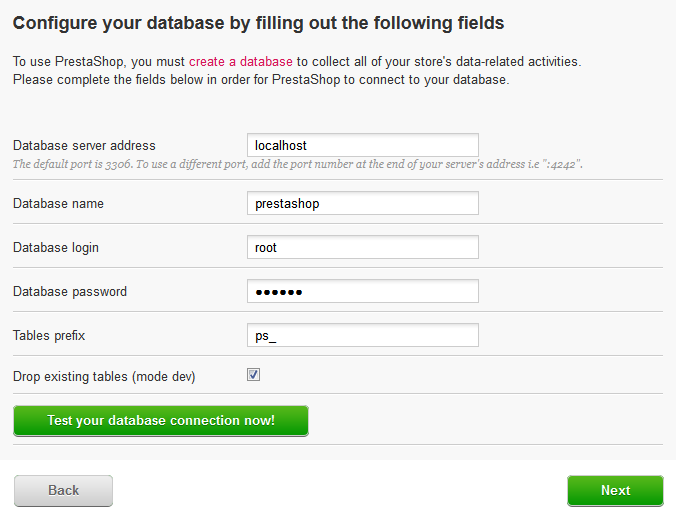 Configure your database by filling out the following fields
To use PrestaShop, you must create a database to collect all of your store's data-related activities.
Please complete the fields below in order for PrestaShop to connect to your database.
Database server address localhost
The default port is 3306. To use a different port, add the port number at the end of your server's address i.e ":4242".
Database name prestashop
Database login root
Database password ●●●●●●
Tables prefix ps_
Drop existing tables (mode dev)
Test your database connection now!
Back Next